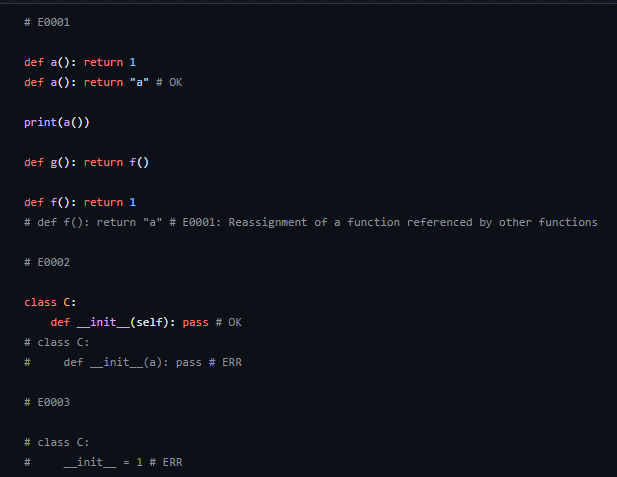 # E0001
def a(): return 1
def a(): return "a" # OK
print(a())
def g(): return f()
def f(): return 1
# def f(): return "a" # E0001: Reassignment of a function referenced by other functions
# E0002
class C:
    def __init__(self): pass # OK
# class C:
#     def __init__(a): pass # ERR
# E0003
# class C:
#     __init__ = 1 # ERR